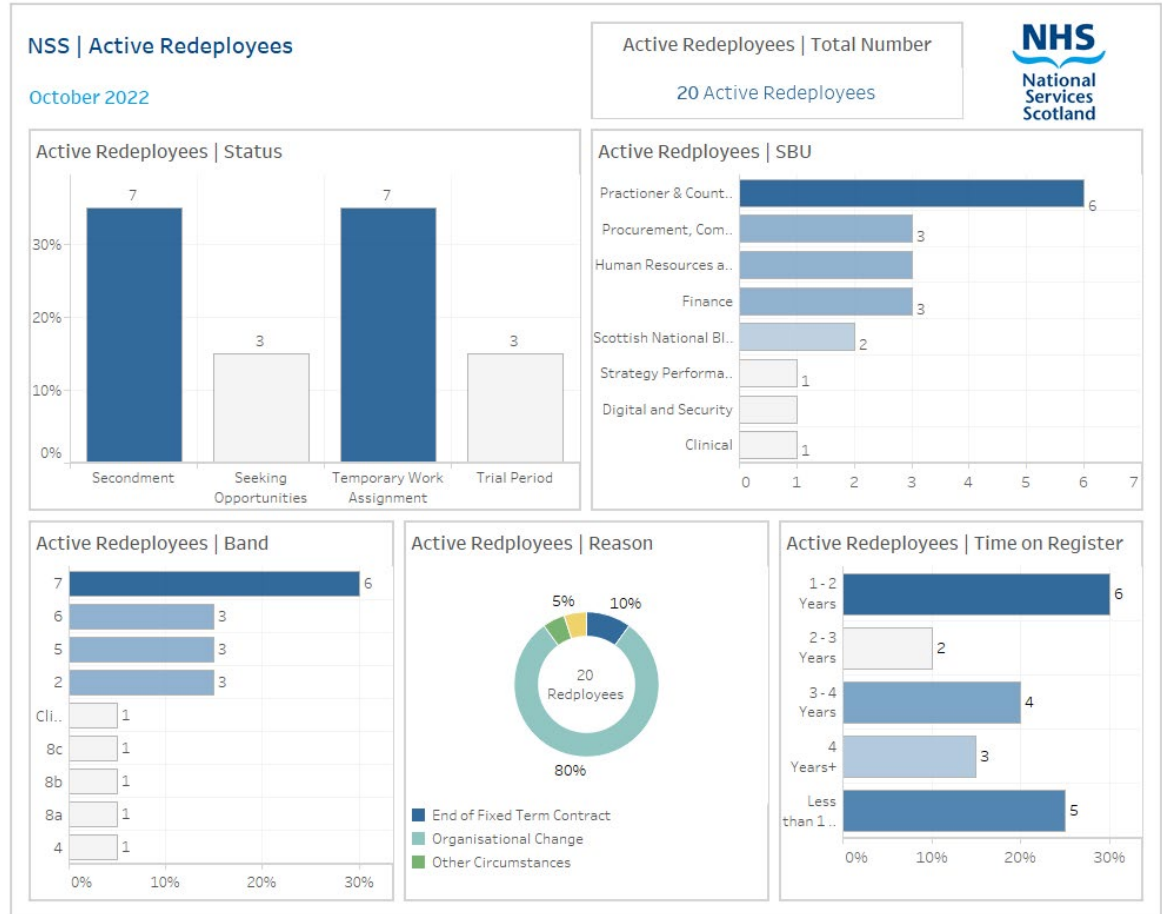 NSS | Active Redeployees
October 2022
Active Redeployees | Total Number
20 Active Redeployees
NHS
National
Services
Scotland
Active Redeployees | Status
7
7
3
3
30%
20%
10%
0%
Secondment
Seeking
Opportunities
Temporary Work
Assignment
Trial Period
Active Redployees | SBU
Practioner & Count..
6
Procurement, Com..
3
Human Resources a..
Finance
3
Scottish National Bl..
2
Strategy Performa..
1
Digital and Security
Clinical
1
0 1 2 3 4 5 6 7
Active Redeployees | Band
7 6
6 3
5 3
2 3
Cli.. 1
8c 1
8b 1
8a 1
4 1
0% 10% 20% 30%
Active Redployees | Reason
5% 10%
20
Redployees
80%
End of Fixed Term Contract
Organisational Change
Other Circumstances
Active Redeployees | Time on Register
1 - 2
Years
6
2 - 3
Years
2
3 - 4
Years
4
4
Years+
3
Less
than 1 ..
5
0% 10% 20% 30%